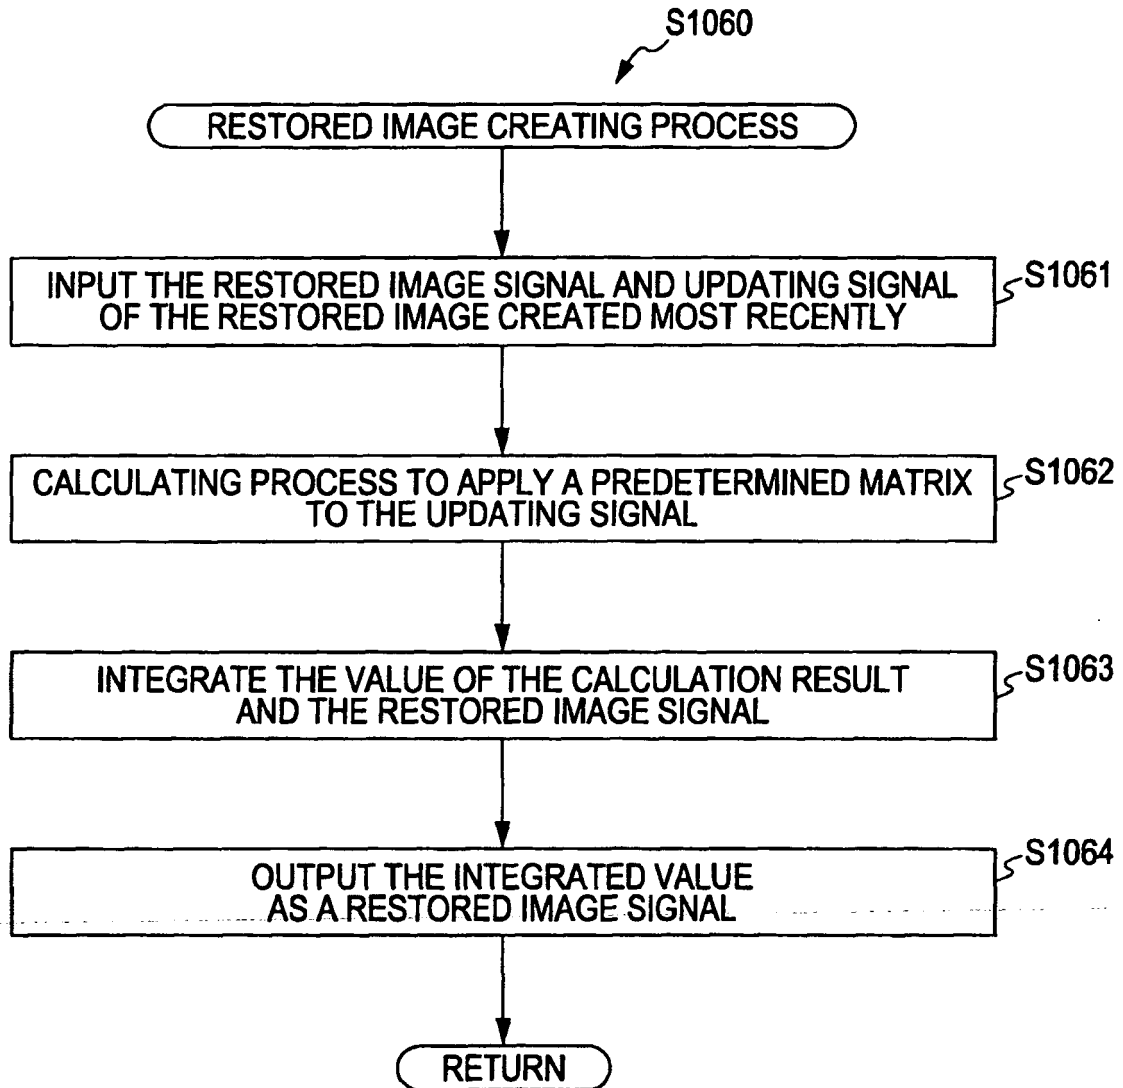 S1060
RESTORED IMAGE CREATING PROCESS
INPUT THE RESTORED IMAGE SIGNAL AND UPDATING SIGNAL
OF THE RESTORED IMAGE CREATED MOST RECENTLY
S1061
CALCULATING PROCESS TO APPLY A PREDETERMINED MATRIX
TO THE UPDATING SIGNAL
S1062
INTEGRATE THE VALUE OF THE CALCULATION RESULT
AND THE RESTORED IMAGE SIGNAL
S1063
OUTPUT THE INTEGRATED VALUE
AS A RESTORED IMAGE SIGNAL
S1064
RETURN